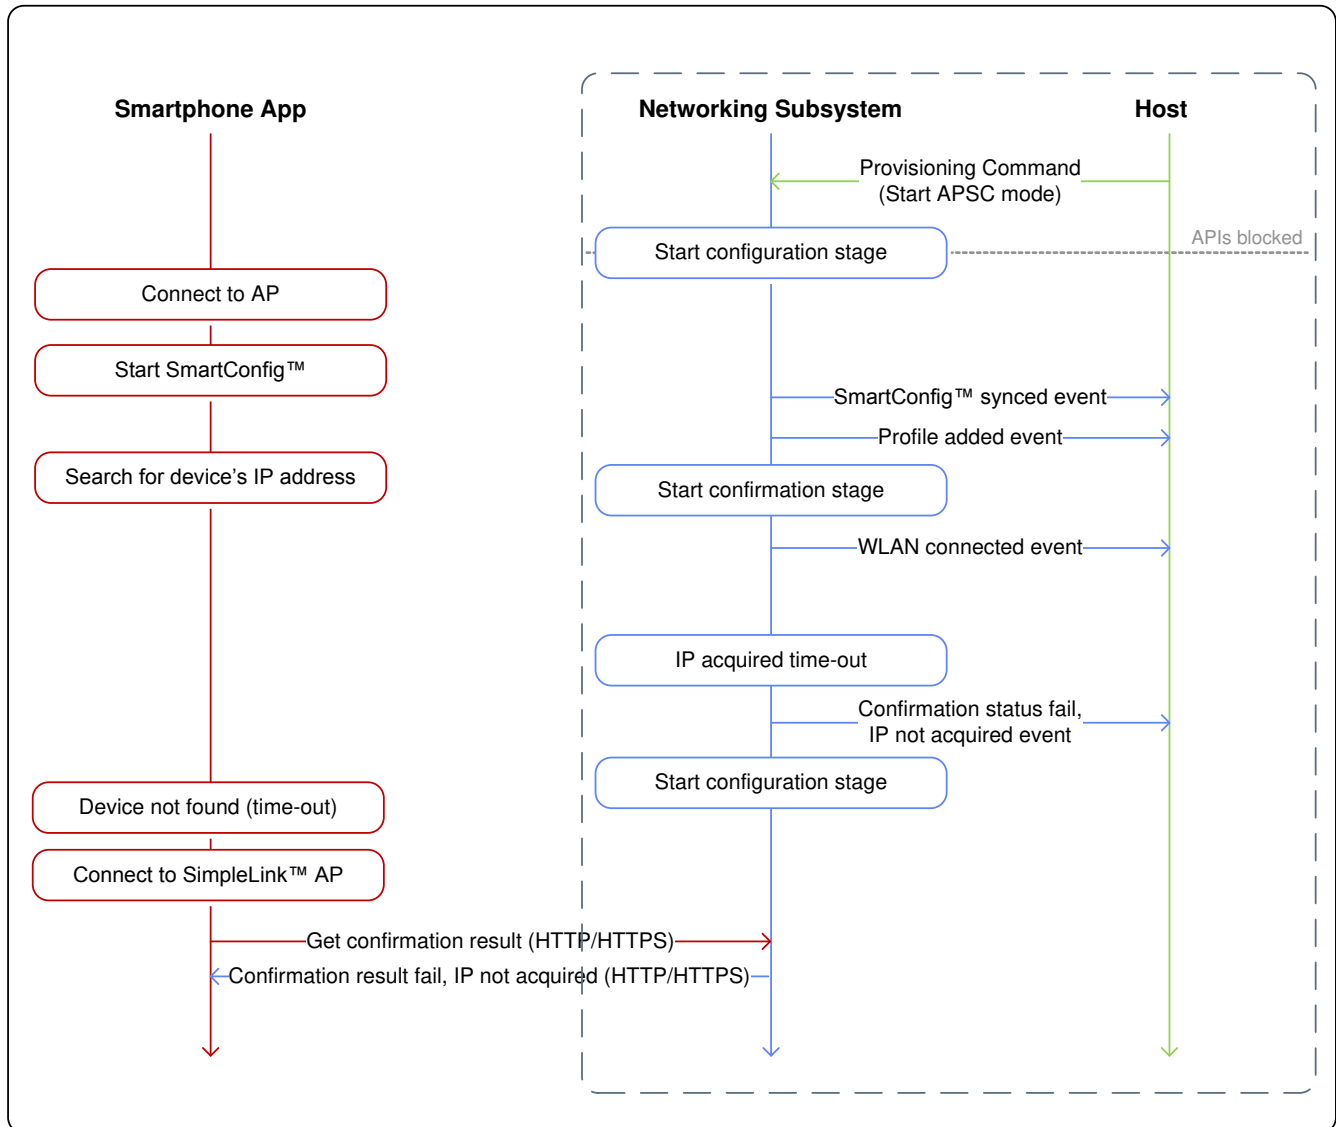 Smartphone App
Networking Subsystem
Host
Provisioning Command
(Start APSC mode)
APIs blocked
Start configuration stage
Connect to AP
Start SmartConfig™
SmartConfig™ synced event
Profile added event
Search for device’s IP address
Start confirmation stage
WLAN connected event
IP acquired time-out
Confirmation status fail,
IP not acquired event
Start configuration stage
Device not found (time-out)
Connect to SimpleLink™ AP
Get confirmation result (HTTP/HTTPS)
Confirmation result fail, IP not acquired (HTTP/HTTPS)